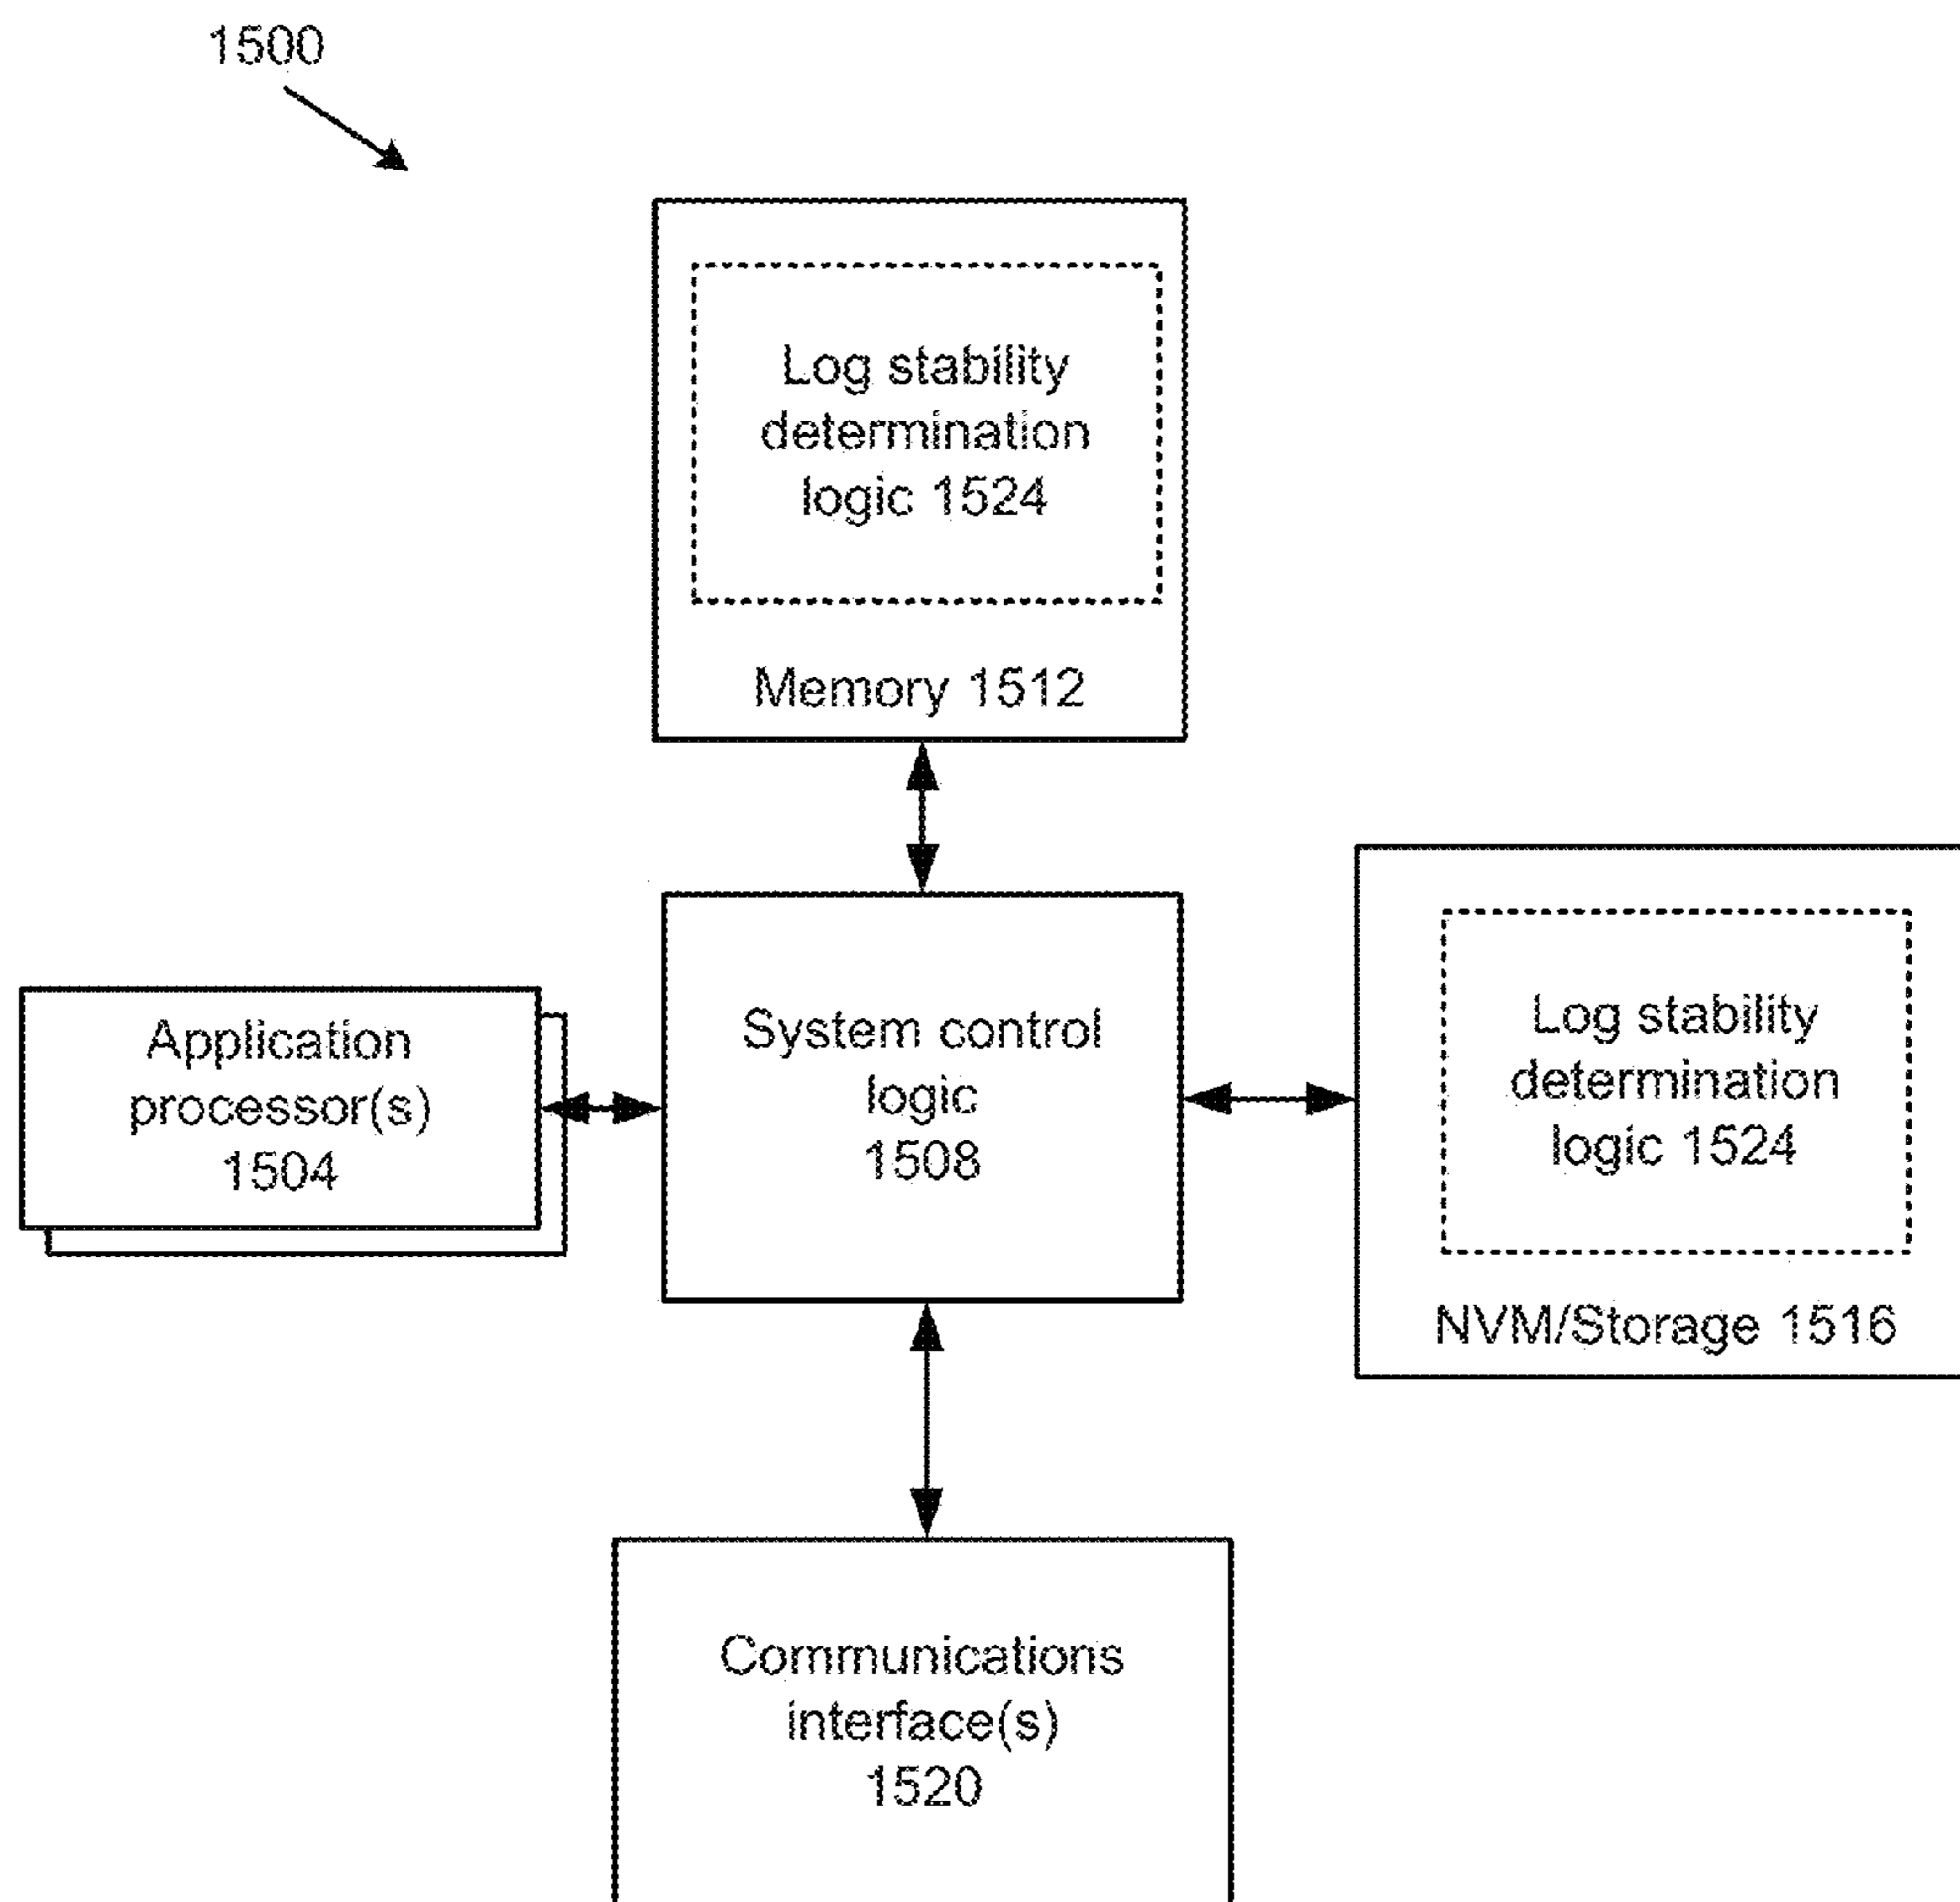 1500
Log stability
determination
logic 1524
Memory 1512
Application
processor(s)
1504
System control
logic
1508
Log stability
determination
logic 1524
NVM/Storage 1516
Communications
interface(s)
1520